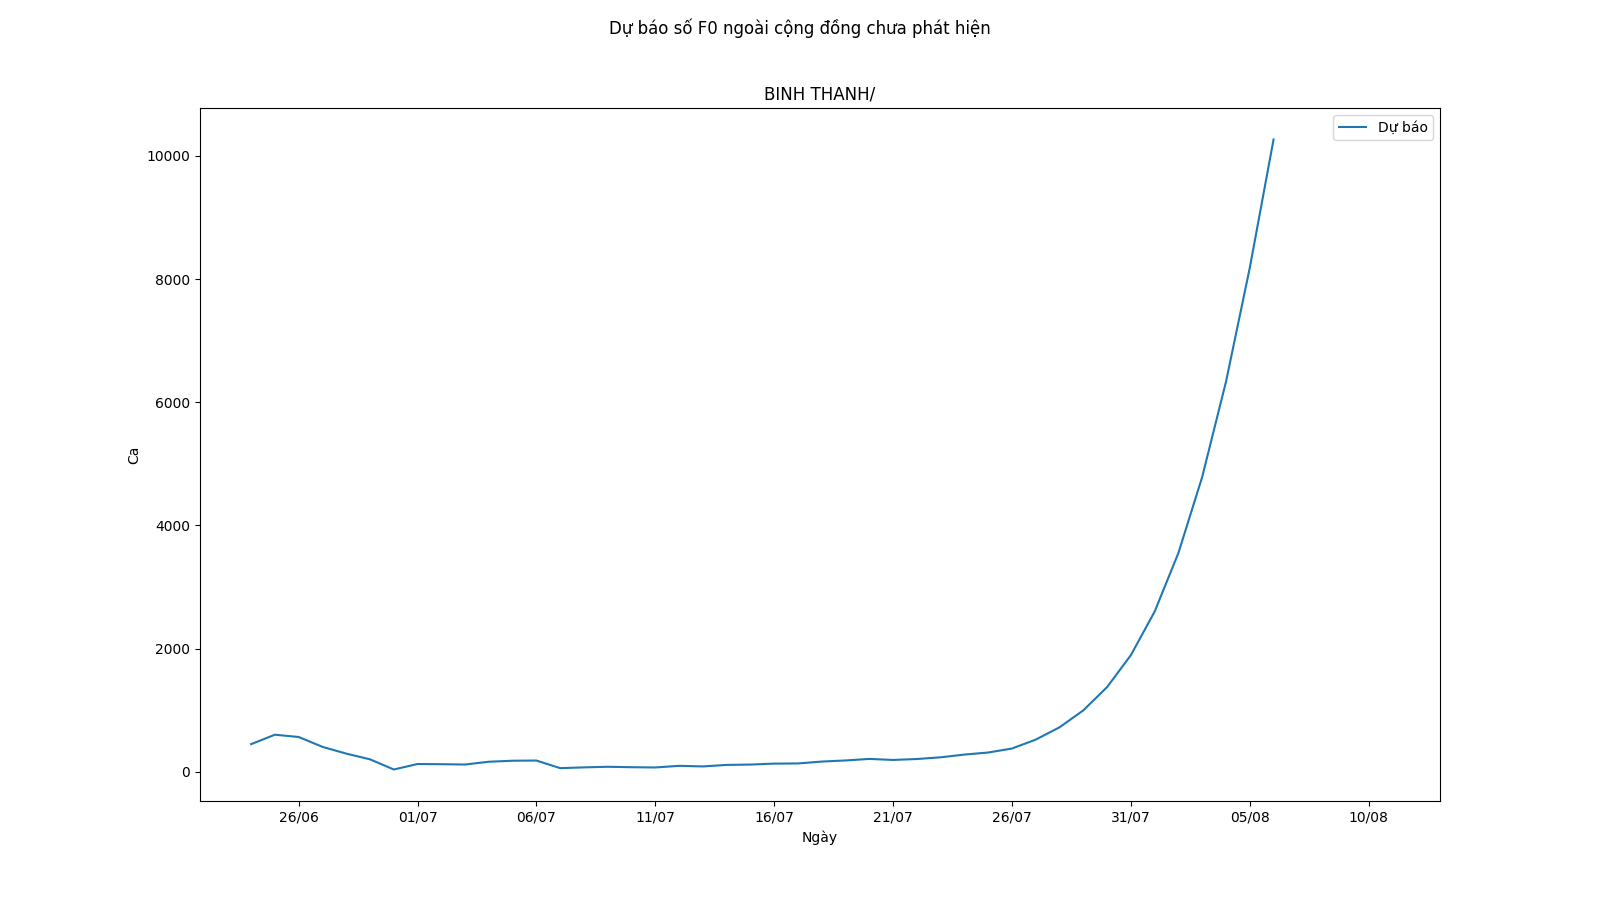 Dự báo số F0 ngoài cộng đồng chưa phát hiện
BINH THANH/
Dự báo
10000
8000
6000
4000
2000
0
Ca
26/06 01/07 06/07 11/07 16/07 21/07 26/07 31/07 05/08 10/08
Ngày